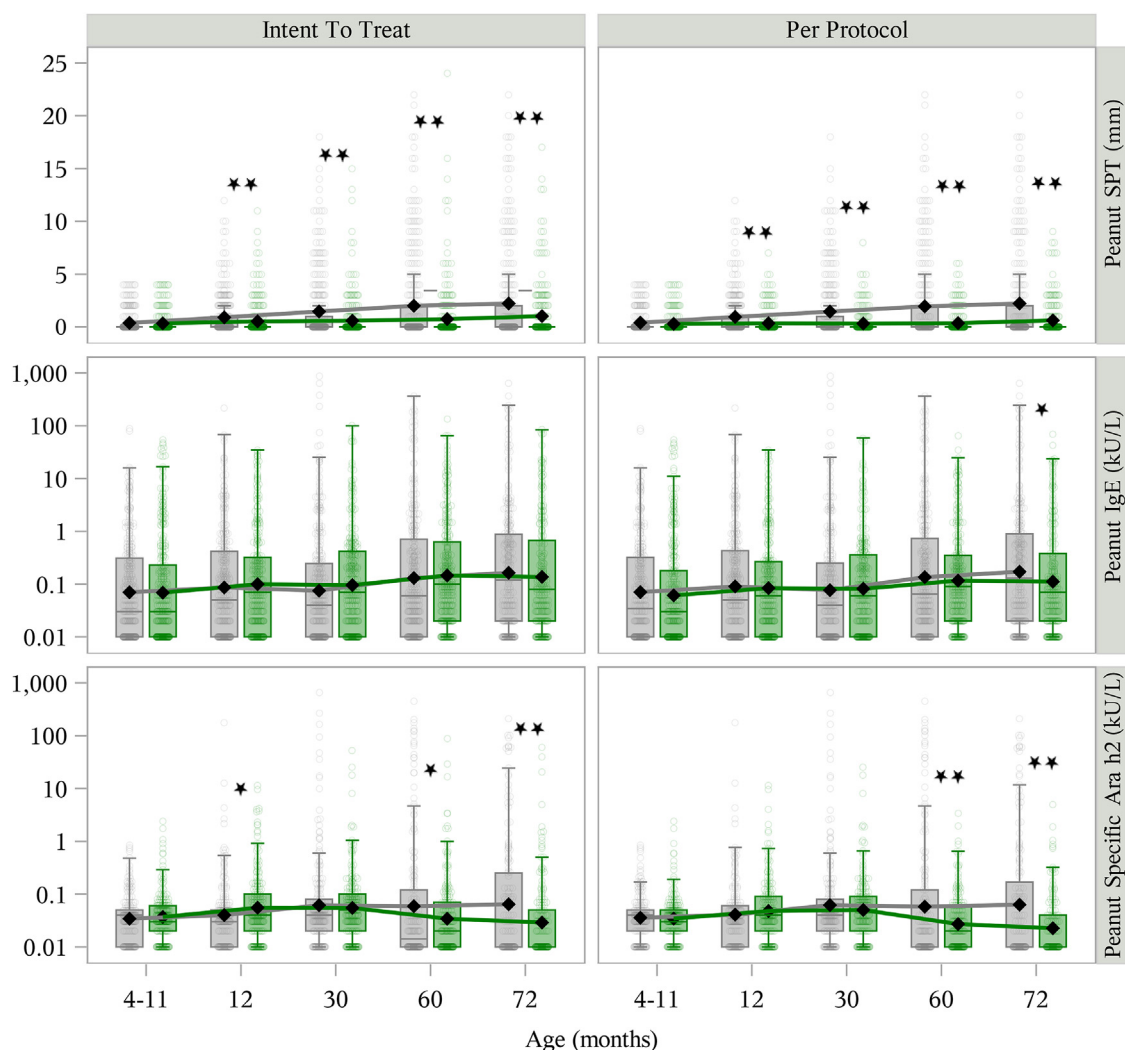 Intent To Treat
Per Protocol
25
20
15
10
5
0
Peanut SPT (mm)
1,000
100
10
1
0.1
0.01
Peanut IgE (kU/L)
1,000
100
10
1
0.1
0.01
Peanut Specific Ara h2 (kU/L)
4-11 12 30 60 72
4-11 12 30 60 72
Age (months)